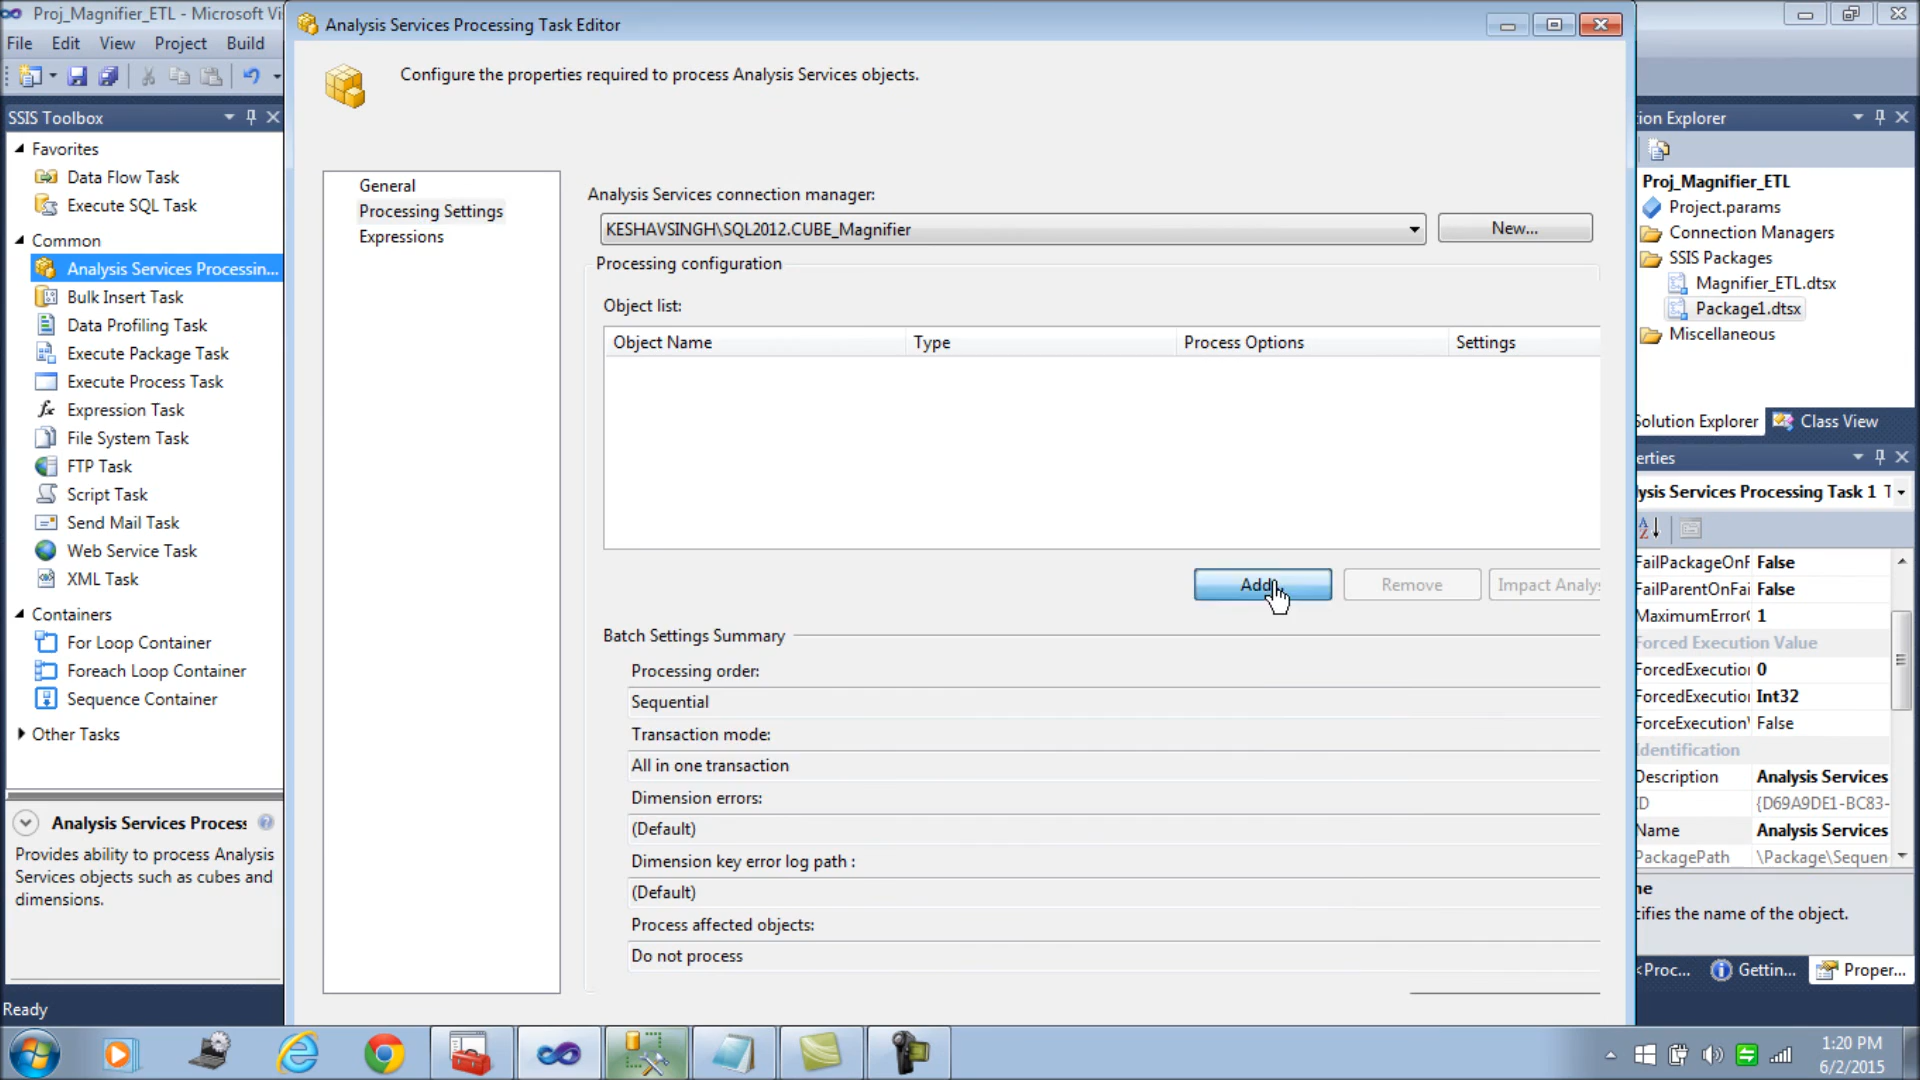 Proj_Magnifier_ETL - Microsoft Vi
File Edit View Project Build
SSIS Toolbox
Favorites
Data Flow Task
Execute SQL Task
Common
Analysis Services Processin...
Bulk Insert Task
Data Profiling Task
Execute Package Task
Execute Process Task
Expression Task
File System Task
FTP Task
Script Task
Send Mail Task
Web Service Task
XML Task
Containers
For Loop Container
Foreach Loop Container
Sequence Container
Other Tasks
Analysis Services Process
Provides ability to process Analysis
Services objects such as cubes and
dimensions.
Ready
Analysis Services Processing Task Editor
Configure the properties required to process Analysis Services objects.
General
Processing Settings
Expressions
Analysis Services connection manager:
KESHAVSINGH\SQL2012.CUBE_Magnifier
New...
Processing configuration
Object list:
Object Name Type Process Options Settings
Add Remove Impact Analys
Batch Settings Summary
Processing order:
Sequential
Transaction mode:
All in one transaction
Dimension errors:
(Default)
Dimension key error log path :
(Default)
Process affected objects:
Do not process
ion Explorer
Proj_Magnifier_ETL
Project.params
Connection Managers
SSIS Packages
Magnifier_ETL.dtsx
Package1.dtsx
Miscellaneous
Solution Explorer Class View
erties
lysis Services Processing Task 1 T
FailPackageOnF False
FailParentOnFai False
MaximumError( 1
Forced Execution Value
ForcedExecution 0
ForcedExecution Int32
ForceExecution' False
Identification
Description Analysis Services
ID {D69A9DE1-BC83-
Name Analysis Services
PackagePath \Package\Sequen
ne
cifies the name of the object.
<Proc... Gettin... Proper...
1:20 PM
6/2/2015